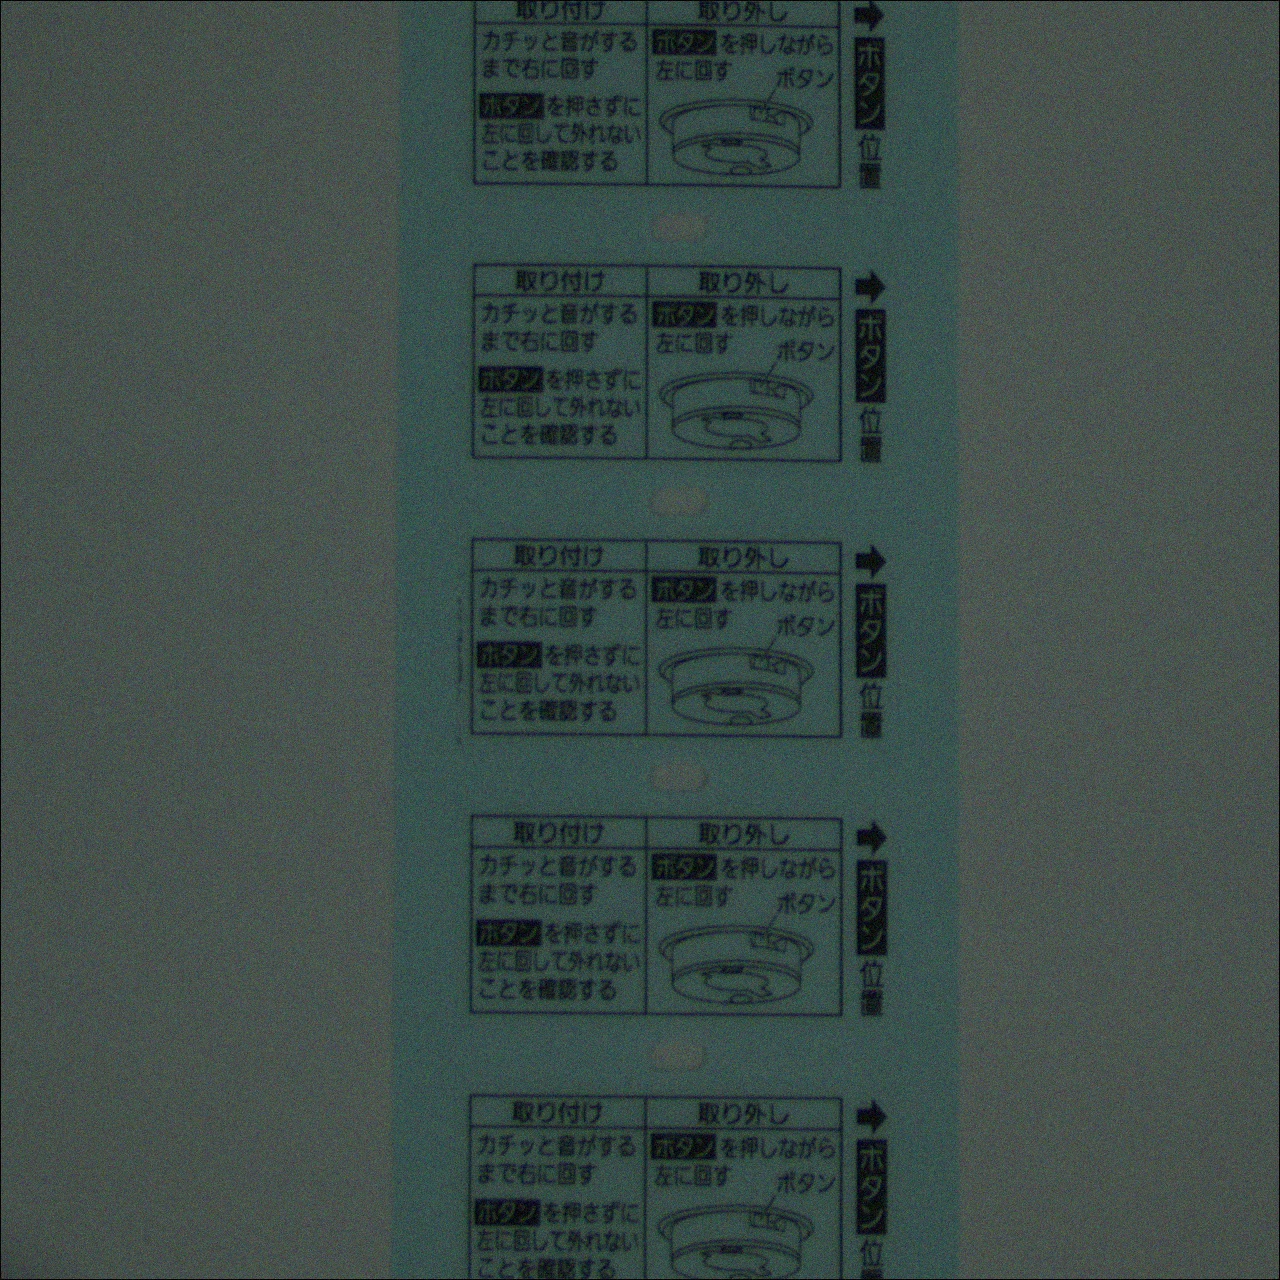 取り付け 取り外し
カチッと音がする
まで右に回す
ボタンを押さずに
左に回して外れない
ことを確認する
ボタンを押しながら
左に回す
ボタン
➡ボタン位置
取り付け 取り外し
カチッと音がする
まで右に回す
ボタンを押さずに
左に回して外れない
ことを確認する
ボタンを押しながら
左に回す
ボタン
➡ボタン位置
取り付け 取り外し
カチッと音がする
まで右に回す
ボタンを押さずに
左に回して外れない
ことを確認する
ボタンを押しながら
左に回す
ボタン
➡ボタン位置
取り付け 取り外し
カチッと音がする
まで右に回す
ボタンを押さずに
左に回して外れない
ことを確認する
ボタンを押しながら
左に回す
ボタン
➡ボタン位置
取り付け 取り外し
カチッと音がする
まで右に回す
ボタンを押さずに
左に回して外れない
ことを確認する
ボタンを押しながら
左に回す
ボタン
➡ボタン位置